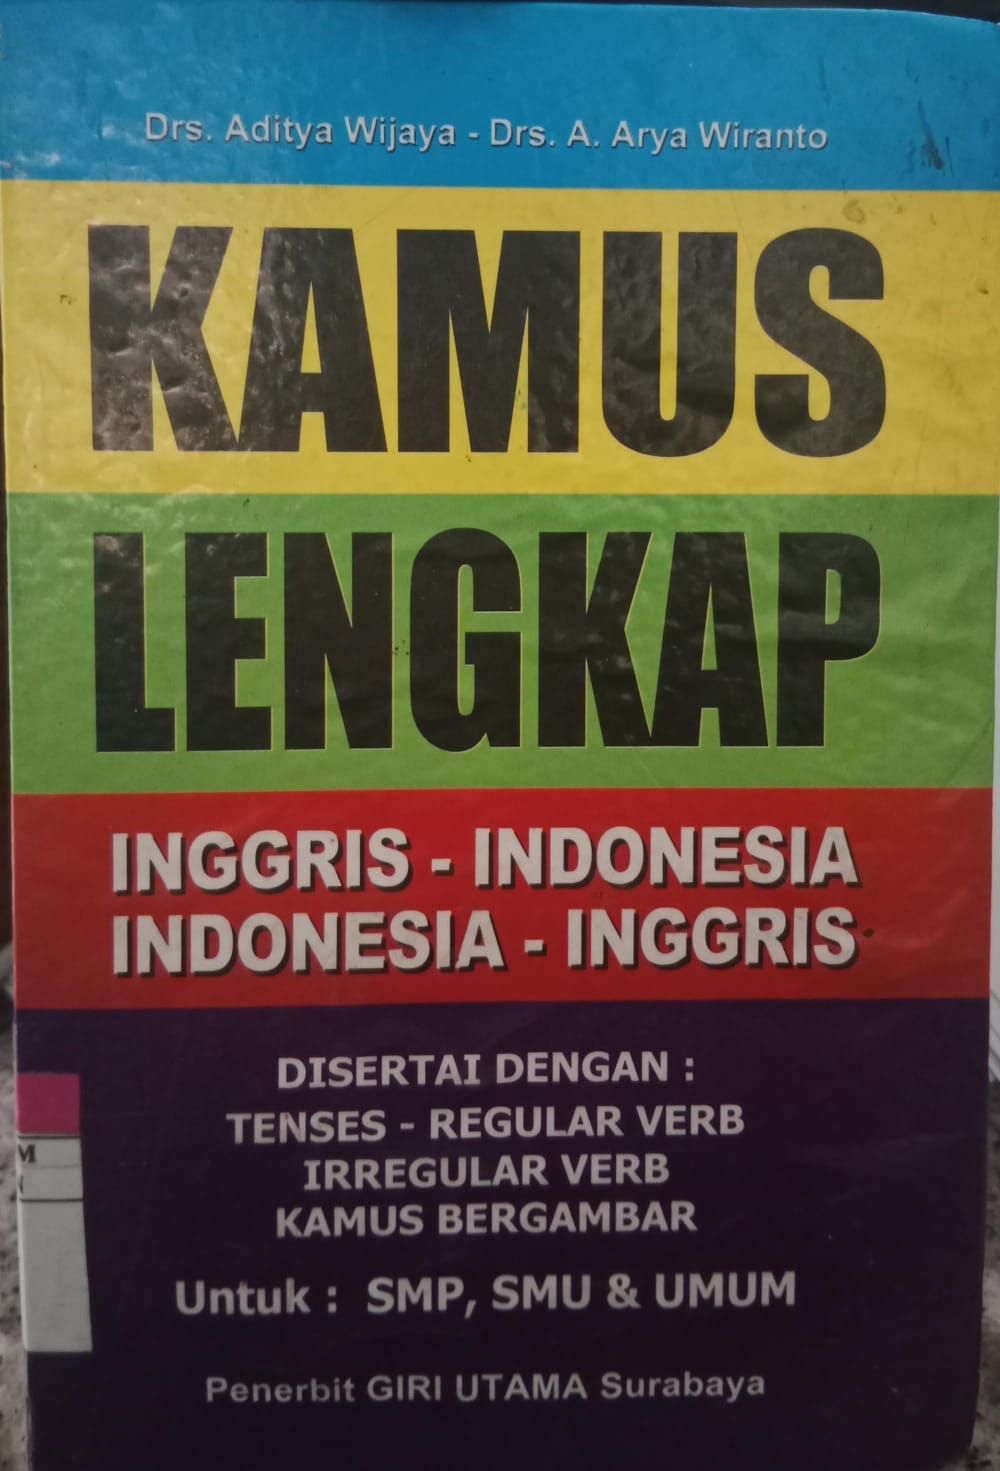 Drs. Aditya Wijaya - Drs. A. Arya Wiranto
KAMUS
LENGKAP
INGGRIS - INDONESIA
INDONESIA - INGGRIS
DISERTAI DENGAN :
TENSES - REGULAR VERB
IRREGULAR VERB
KAMUS BERGAMBAR
Untuk : SMP, SMU & UMUM
Penerbit GIRI UTAMA Surabaya